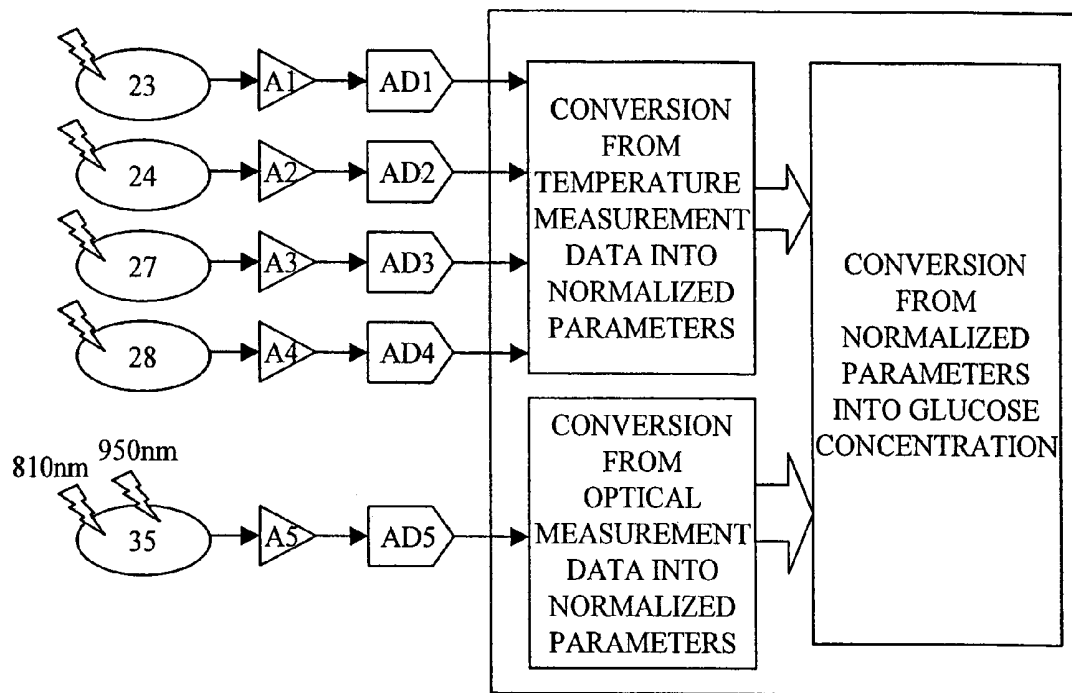 23 A1 AD1
24 A2 AD2
27 A3 AD3
28 A4 AD4
CONVERSION
FROM
TEMPERATURE
MEASUREMENT
DATA INTO
NORMALIZED
PARAMETERS
810nm 950nm
35 A5 AD5
CONVERSION
FROM
OPTICAL
MEASUREMENT
DATA INTO
NORMALIZED
PARAMETERS
CONVERSION
FROM
NORMALIZED
PARAMETERS
INTO GLUCOSE
CONCENTRATION